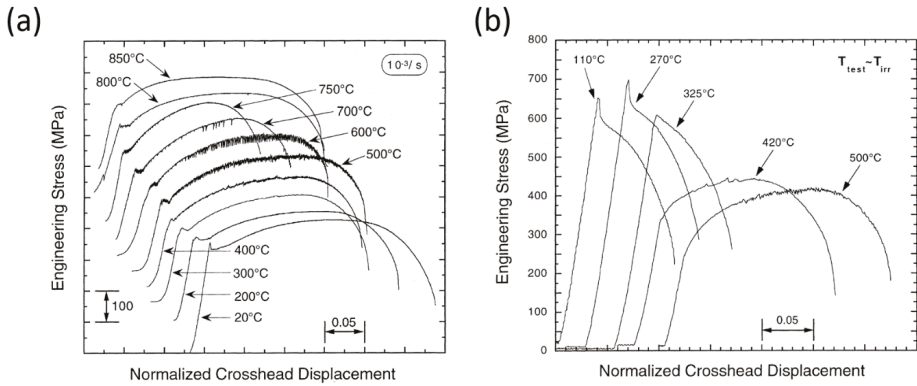 (a)
850°C
800°C
10-3/ s
750°C
700°C
600°C
500°C
400°C
300°C
200°C
20°C
100
0.05
Engineering Stress (MPa)
Normalized Crosshead Displacement
(b)
800
700
600
500
400
300
200
100
0
110°C
270°C
325°C
T test ~T irr
420°C
500°C
0.05
Engineering Stress (MPa)
Normalized Crosshead Displacement